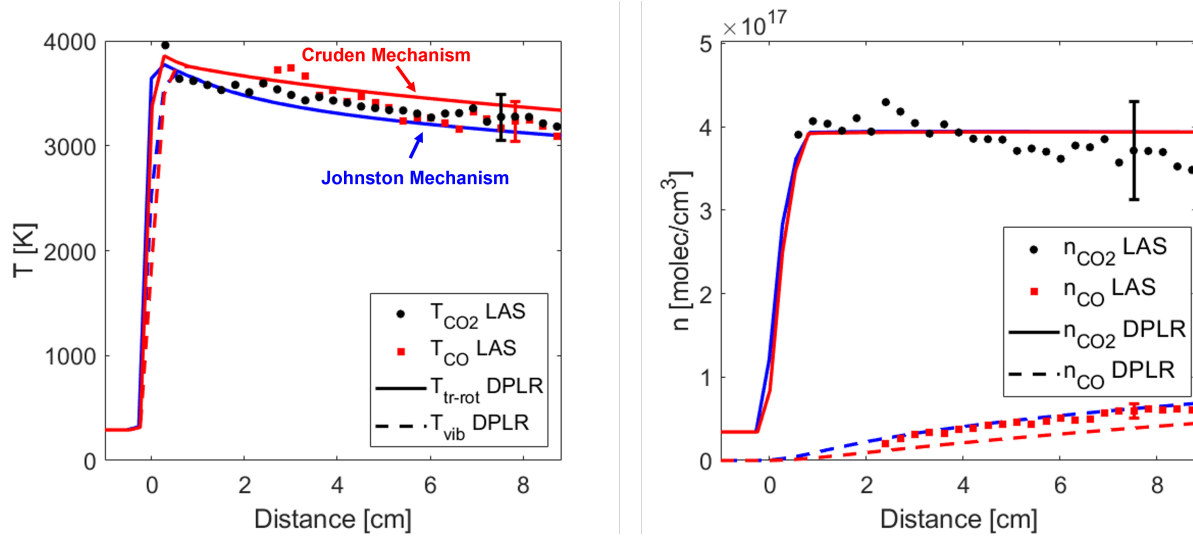 4000
3000
2000
1000
0
T [K]
0
2
4
6
8
Distance [cm]
Cruden Mechanism
Johnston Mechanism
T_CO2 LAS
T_CO LAS
T_tr-rot DPLR
T_vib DPLR
×10^17
5
4
3
2
1
0
n [molec/cm^3]
0
2
4
6
8
Distance [cm]
n_CO2 LAS
n_CO LAS
n_CO2 DPLR
n_CO DPLR